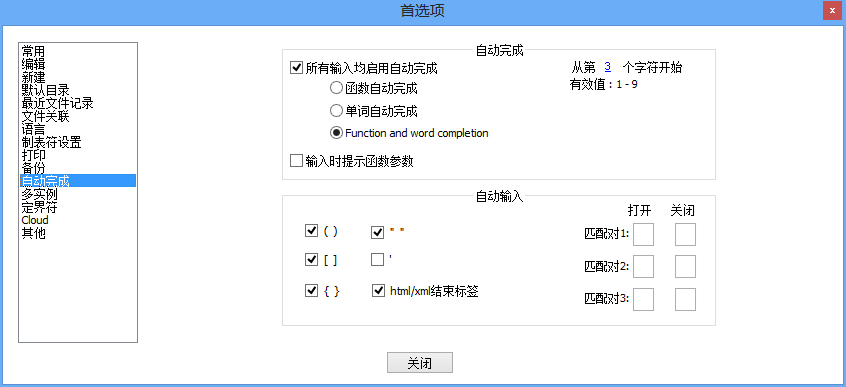 首选项
x
常用
编辑
新建
默认目录
最近文件记录
文件关联
语言
制表符设置
打印
备份
自动完成
多实例
定界符
Cloud
其他
自动完成
所有输入均启用自动完成
函数自动完成
单词自动完成
Function and word completion
输入时提示函数参数
从第 3 个字符开始
有效值：1 - 9
自动输入
( )
" "
[ ]
'
{ }
html/xml结束标签
打开 关闭
匹配对1:
匹配对2:
匹配对3:
关闭